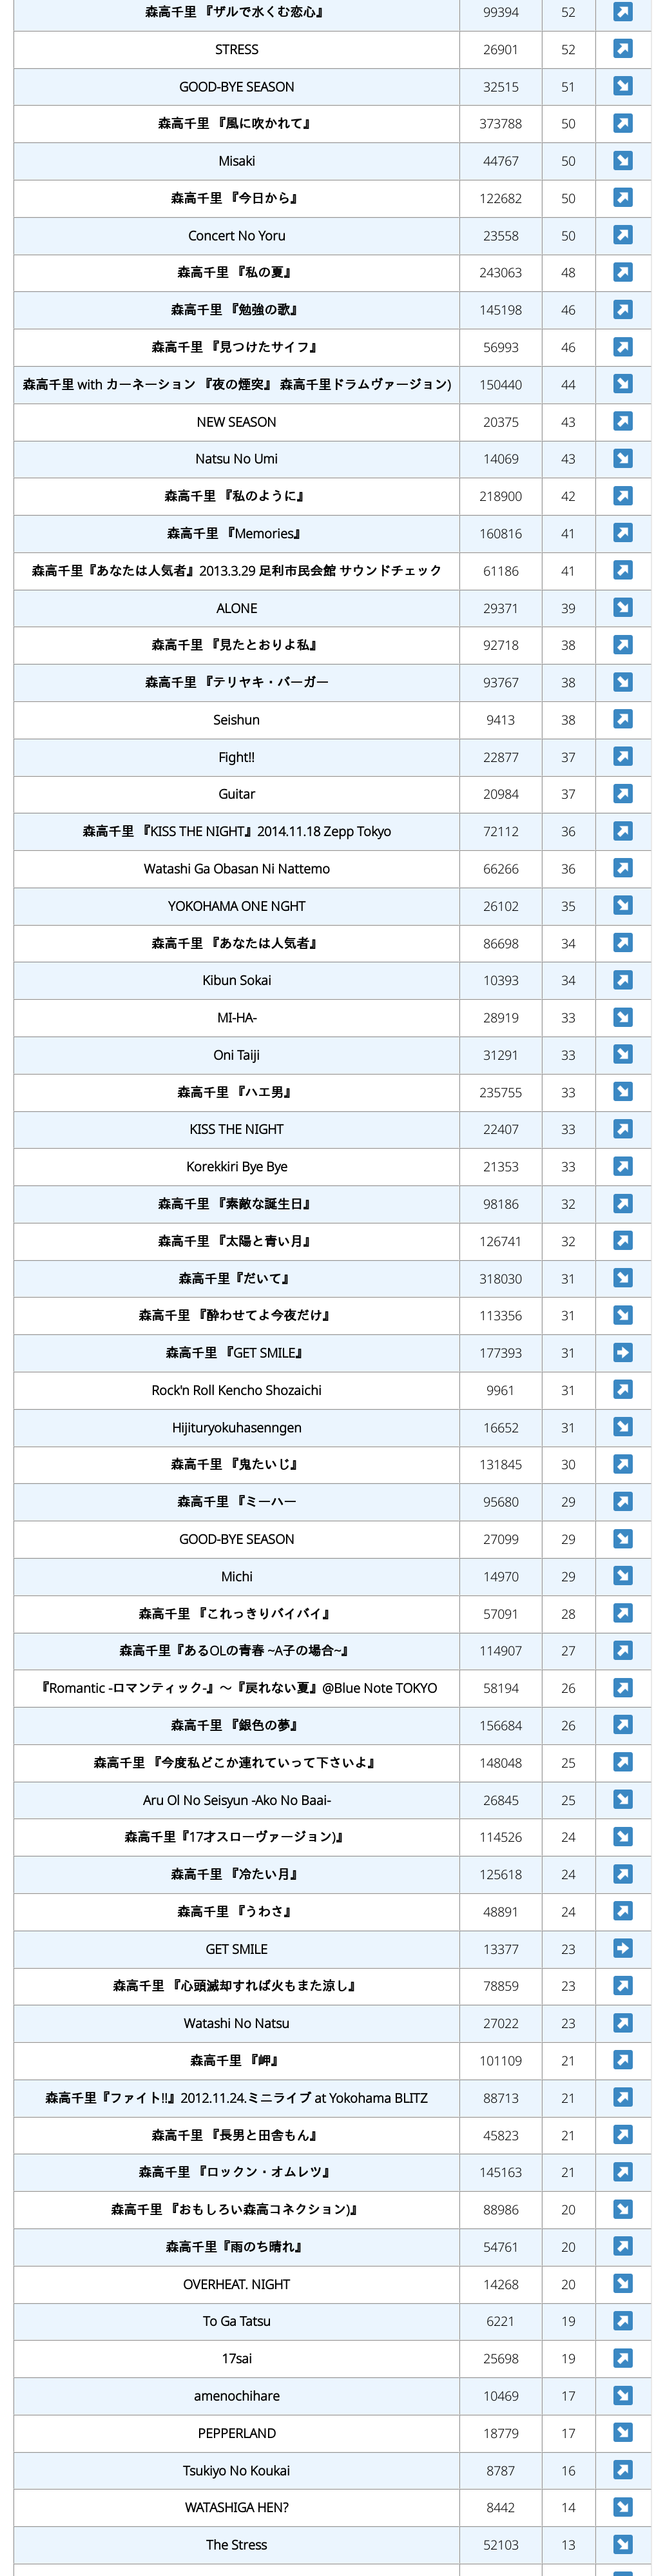 森高千里 『ザルで水くむ恋心』 99394 52
STRESS 26901 52
GOOD-BYE SEASON 32515 51
森高千里 『風に吹かれて』 373788 50
Misaki 44767 50
森高千里 『今日から』 122682 50
Concert No Yoru 23558 50
森高千里 『私の夏』 243063 48
森高千里 『勉強の歌』 145198 46
森高千里 『見つけたサイフ』 56993 46
森高千里 with カーネーション 『夜の煙突』 森高千里ドラムヴァージョン) 150440 44
NEW SEASON 20375 43
Natsu No Umi 14069 43
森高千里 『私のように』 218900 42
森高千里 『Memories』 160816 41
森高千里『あなたは人気者』2013.3.29 足利市民会館 サウンドチェック 61186 41
ALONE 29371 39
森高千里 『見たとおりよ私』 92718 38
森高千里 『テリヤキ・バーガー 93767 38
Seishun 9413 38
Fight!! 22877 37
Guitar 20984 37
森高千里 『KISS THE NIGHT』2014.11.18 Zepp Tokyo 72112 36
Watashi Ga Obasan Ni Nattemo 66266 36
YOKOHAMA ONE NGHT 26102 35
森高千里 『あなたは人気者』 86698 34
Kibun Sokai 10393 34
MI-HA- 28919 33
Oni Taiji 31291 33
森高千里 『ハエ男』 235755 33
KISS THE NIGHT 22407 33
Korekkiri Bye Bye 21353 33
森高千里 『素敵な誕生日』 98186 32
森高千里 『太陽と青い月』 126741 32
森高千里『だいて』 318030 31
森高千里 『酔わせてよ今夜だけ』 113356 31
森高千里 『GET SMILE』 177393 31
Rock'n Roll Kencho Shozaichi 9961 31
Hijituryokuhasenngen 16652 31
森高千里 『鬼たいじ』 131845 30
森高千里 『ミーハー 95680 29
GOOD-BYE SEASON 27099 29
Michi 14970 29
森高千里 『これっきりバイバイ』 57091 28
森高千里『あるOLの青春 ~A子の場合~』 114907 27
『Romantic -ロマンティック-』～『戻れない夏』@Blue Note TOKYO 58194 26
森高千里 『銀色の夢』 156684 26
森高千里 『今度私どこか連れていって下さいよ』 148048 25
Aru Ol No Seisyun -Ako No Baai- 26845 25
森高千里『17才スローヴァージョン)』 114526 24
森高千里 『冷たい月』 125618 24
森高千里 『うわさ』 48891 24
GET SMILE 13377 23
森高千里 『心頭滅却すれば火もまた涼し』 78859 23
Watashi No Natsu 27022 23
森高千里 『岬』 101109 21
森高千里『ファイト!!』2012.11.24.ミニライブ at Yokohama BLITZ 88713 21
森高千里 『長男と田舎もん』 45823 21
森高千里 『ロックン・オムレツ』 145163 21
森高千里 『おもしろい森高コネクション)』 88986 20
森高千里『雨のち晴れ』 54761 20
OVERHEAT. NIGHT 14268 20
To Ga Tatsu 6221 19
17sai 25698 19
amenochihare 10469 17
PEPPERLAND 18779 17
Tsukiyo No Koukai 8787 16
WATASHIGA HEN? 8442 14
The Stress 52103 13